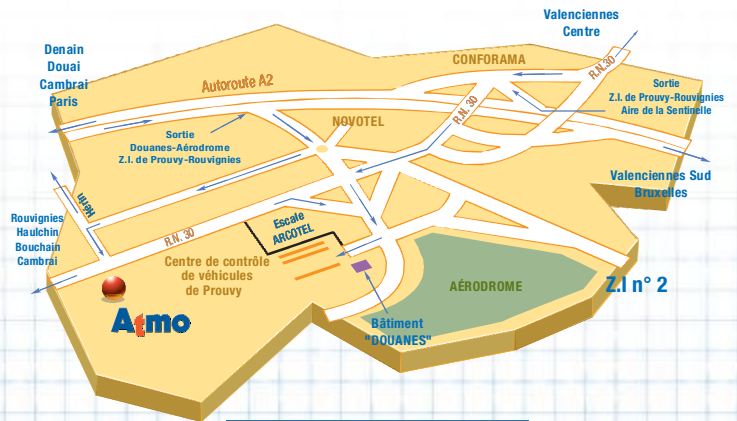 Valenciennes
Centre
Denain
Douai
Cambrai
Paris
CONFORAMA
R.N. 30
Autoroute A2
Sortie
Z.I. de Prouvy-Rouvignies
Aire de la Sentinelle
R.N. 30
NOVOTEL
Sortie
Douanes-Aérodrome
Z.I. de Prouvy-Rouvignies
Valenciennes Sud
Bruxelles
Hérin
Rouvignies
Haulchin
Bouchain
Cambrai
R.N. 30
Escale
ARCOTEL
Centre de contrôle
de véhicules
de Prouvy
AÉRODROME
Z.I n° 2
Atmo
Bâtiment
"DOUANES"